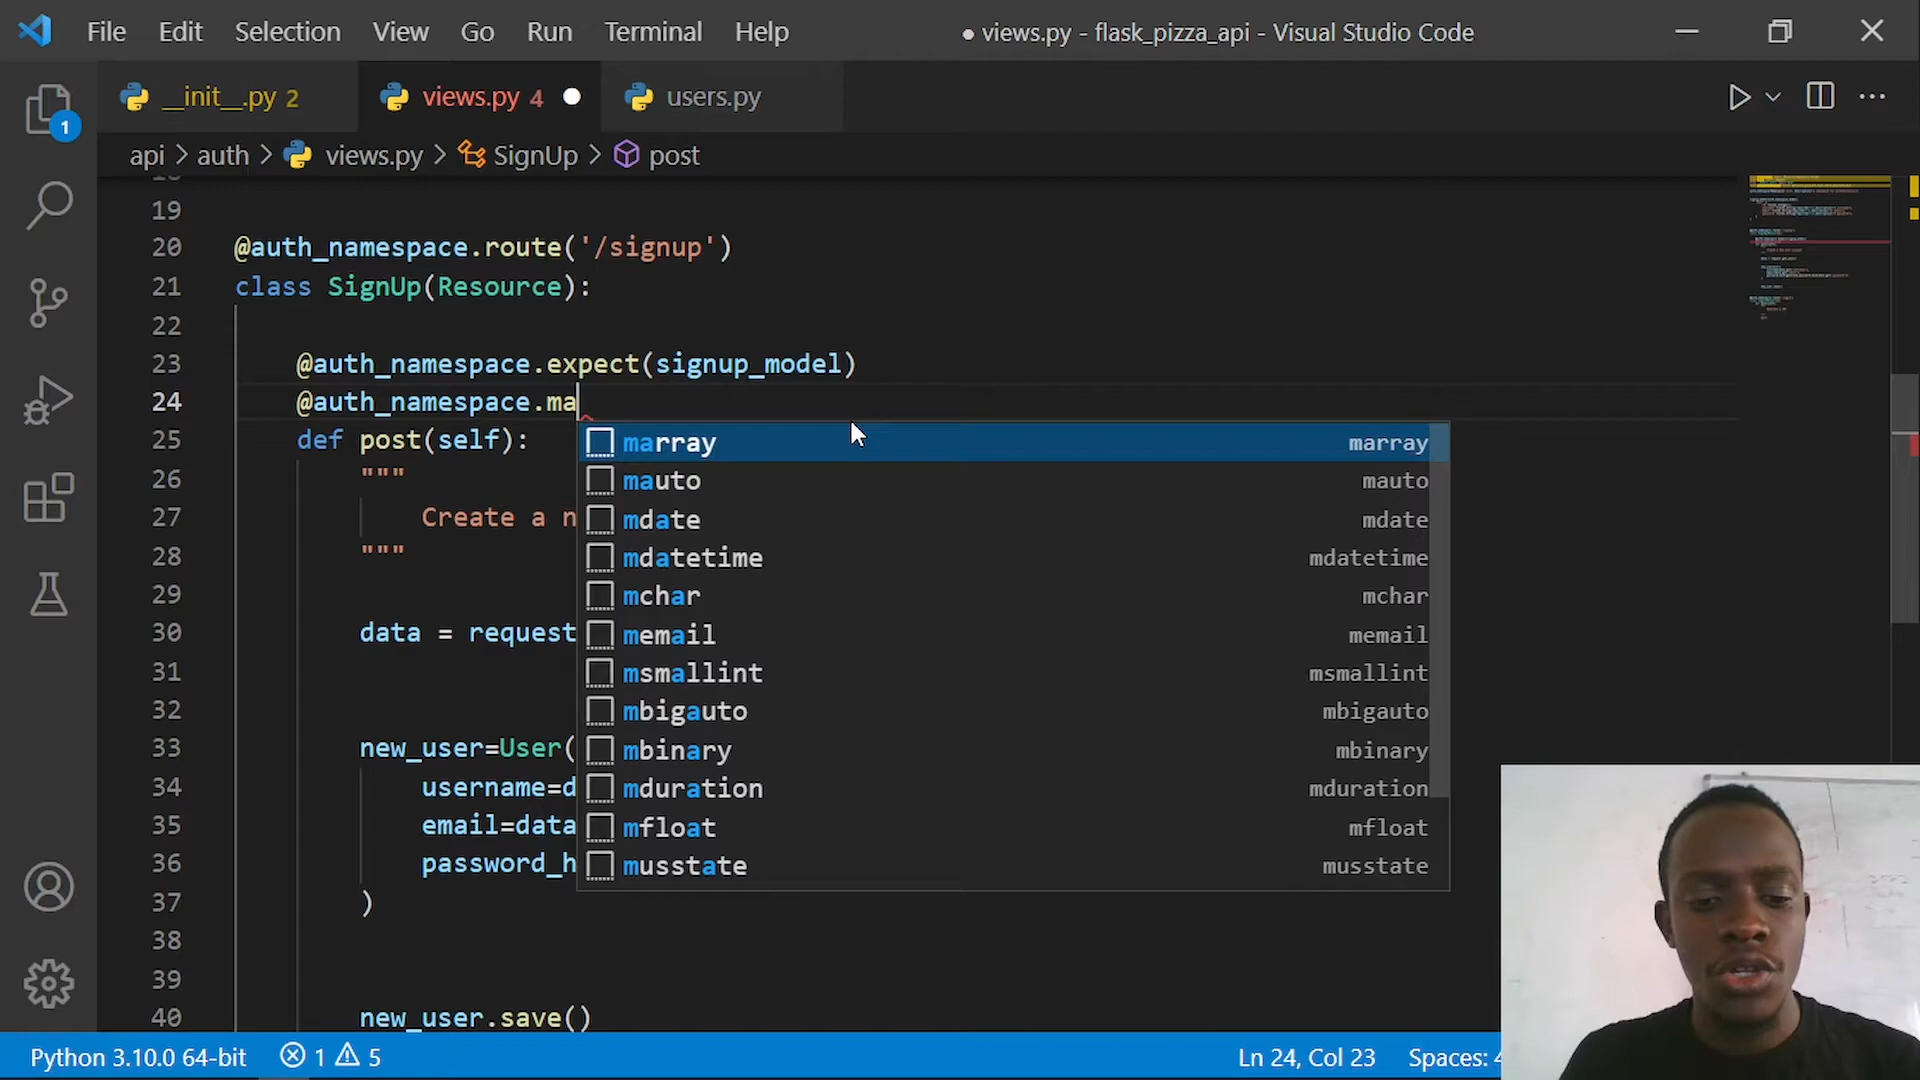 File Edit Selection View Go Run Terminal Help ● views.py - flask_pizza_api - Visual Studio Code
__init__.py 2 views.py 4 users.py
api > auth > views.py > SignUp > post
1
19
20 @auth_namespace.route('/signup')
21 class SignUp(Resource):
22
23 @auth_namespace.expect(signup_model)
24 @auth_namespace.ma
25 def post(self):
marray marray
26 """
mauto mauto
27 Create a n
mdate mdate
28 """
mdatetime mdatetime
29
mchar mchar
30 data = request
memail memail
31
msmallint msmallint
32
mbigauto mbigauto
33 new_user=User(
mbinary mbinary
34 username=d
mduration mduration
35 email=data
mfloat mfloat
36 password_h
musstate musstate
37 )
38
39
40 new_user.save()
Python 3.10.0 64-bit 1 5 Ln 24, Col 23 Spaces: 4